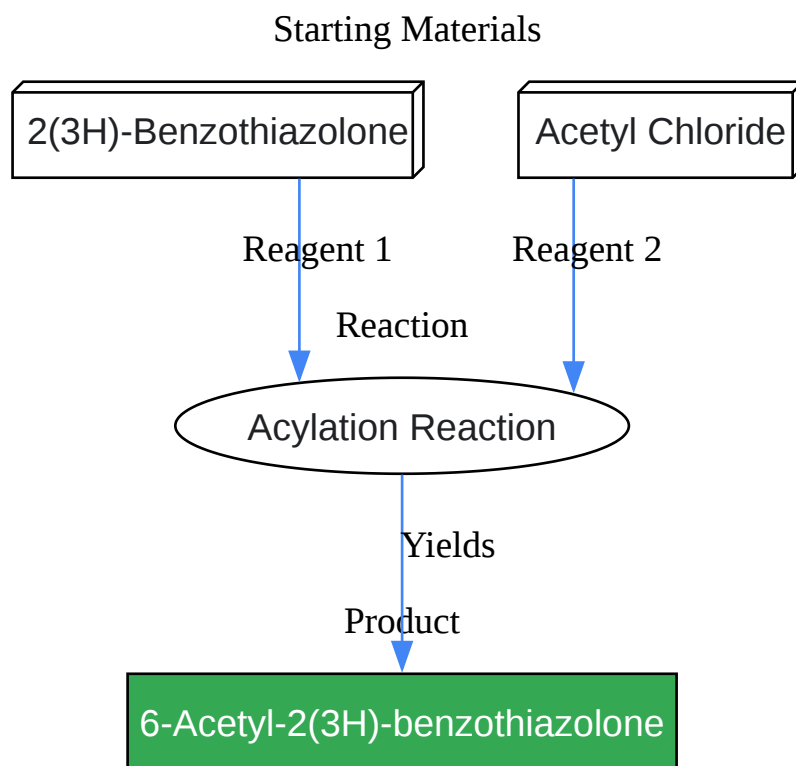 Starting Materials
2(3H)-Benzothiazolone
Acetyl Chloride
Reagent 1
Reagent 2
Reaction
Acylation Reaction
Yields
Product
6-Acetyl-2(3H)-benzothiazolone